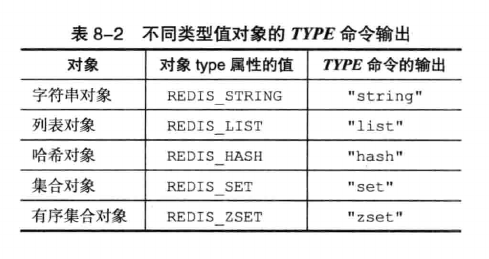 表 8-2 不同类型值对象的 TYPE 命令输出
对象 对象 type 属性的值 TYPE 命令的输出
字符串对象 REDIS_STRING "string"
列表对象 REDIS_LIST "list"
哈希对象 REDIS_HASH "hash"
集合对象 REDIS_SET "set"
有序集合对象 REDIS_ZSET "zset"